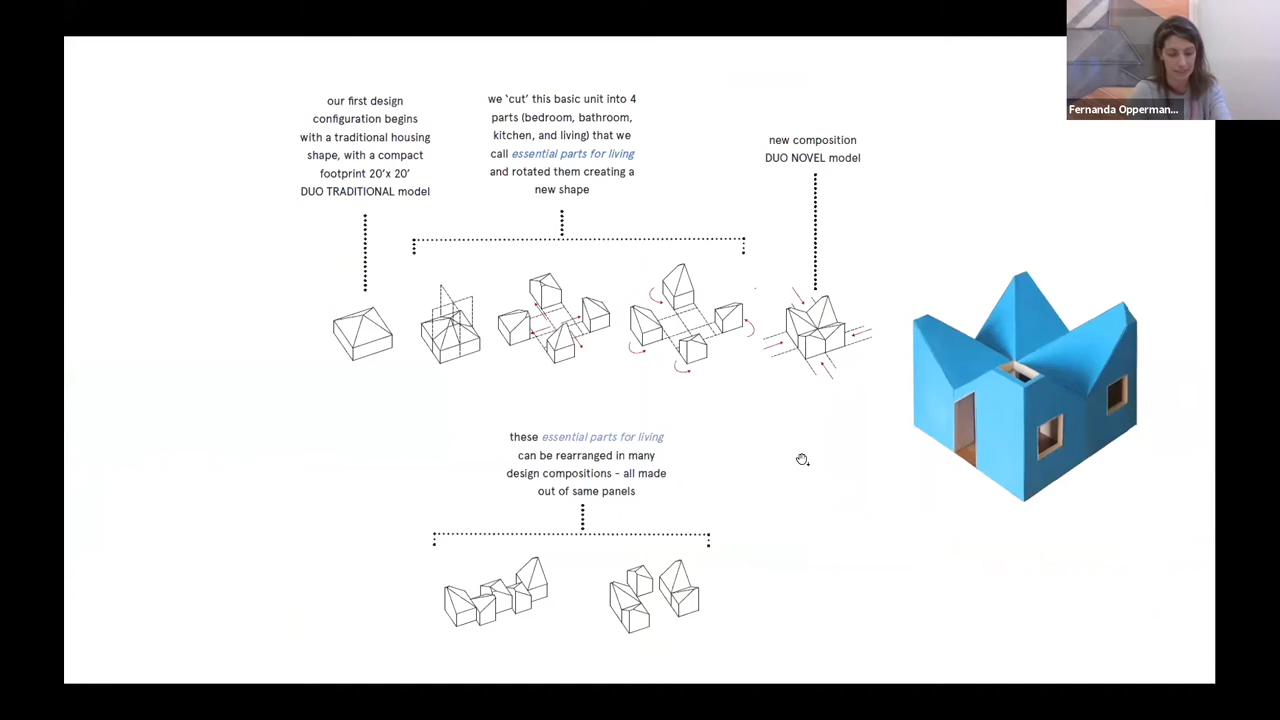 our first design
configuration begins
with a traditional housing
shape, with a compact
footprint 20'x 20'
DUO TRADITIONAL model
we 'cut' this basic unit into 4
parts (bedroom, bathroom,
kitchen, and living) that we
call essential parts for living
and rotated them creating a
new shape
new composition
DUO NOVEL model
these essential parts for living
can be rearranged in many
design compositions - all made
out of same panels
Fernanda Opperman...